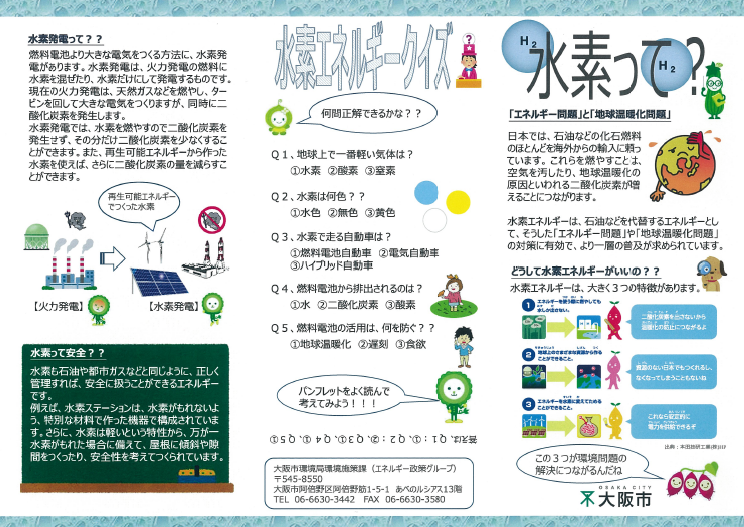 水素発電って？？
燃料電池より大きな電気をつくる方法に、水素発
電があります。水素発電は、火力発電の燃料に
水素を混ぜたり、水素だけにして発電するものです。
現在の火力発電は、天然ガスなどを燃やし、ター
ビンを回して大きな電気をつくりますが、同時に二
酸化炭素を発生します。
水素発電では、水素を燃やすので二酸化炭素を
発生せず、その分だけ二酸化炭素を少なくするこ
とができます。また、再生可能エネルギーから作った
水素を使えば、さらに二酸化炭素の量を減らすこ
とができます。
再生可能エネルギー
でつくった水素
【火力発電】
【水素発電】
水素って安全？？
水素も石油や都市ガスなどと同じように、正しく
管理すれば、安全に扱うことができるエネルギー
です。
例えば、水素ステーションは、水素がもれないよ
う、特別な材料で作った機器で構成されていま
す。さらに、水素は軽いという特性から、万が一
水素がもれた場合に備えて、屋根に傾斜や隙
間をつくったり、安全性を考えてつくられています。
水素エネルギークイズ
何問正解できるかな？？
Q１、地球上で一番軽い気体は？
①水素 ②酸素 ③窒素
Q２、水素は何色？？
①水色 ②無色 ③黄色
Q３、水素で走る自動車は？
①燃料電池自動車 ②電気自動車
③ハイブリッド自動車
Q４、燃料電池から排出されるのは？
①水 ②二酸化炭素 ③酸素
Q５、燃料電池の活用は、何を防ぐ？？
①地球温暖化 ②遅刻 ③食欲
パンフレットをよく読んで
考えてみよう！！！
答えは、Q１：①、Q２：②、Q３①、Q４①、Q５①
大阪市環境局環境施策課（エネルギー政策グループ）
〒545-8550
大阪市阿倍野区阿倍野筋1-5-1 あべのルシアス13階
TEL 06-6630-3442 FAX 06-6630-3580
H2
水素って？
H2
「エネルギー問題」と「地球温暖化問題」
日本では、石油などの化石燃料
のほとんどを海外からの輸入に頼っ
ています。これらを燃やすことは、
空気を汚したり、地球温暖化の
原因といわれる二酸化炭素が増
えることにつながります。
水素エネルギーは、石油などを代替するエネルギーとし
て、そうした「エネルギー問題」や「地球温暖化問題」
の対策に有効で、より一層の普及が求められています。
どうして水素エネルギーがいいの？？
水素エネルギーは、大きく３つの特徴があります。
1 エネルギーを使う際に燃やしても
水しか出さない。
二酸化炭素を出さないから
温暖化の防止につながるよ
2 地球上のさまざまな資源から作る
ことができること。
資源のない日本でもつくれるし、
なくなってしまうこともないね
3 エネルギーを水素に変えてためる
ことができること。
これなら安定的に
電力を利用できるぞ
出典：本田技研工業(株)HP
この３つが環境問題の
解決につながるんだね
OSAKA CITY
大阪市